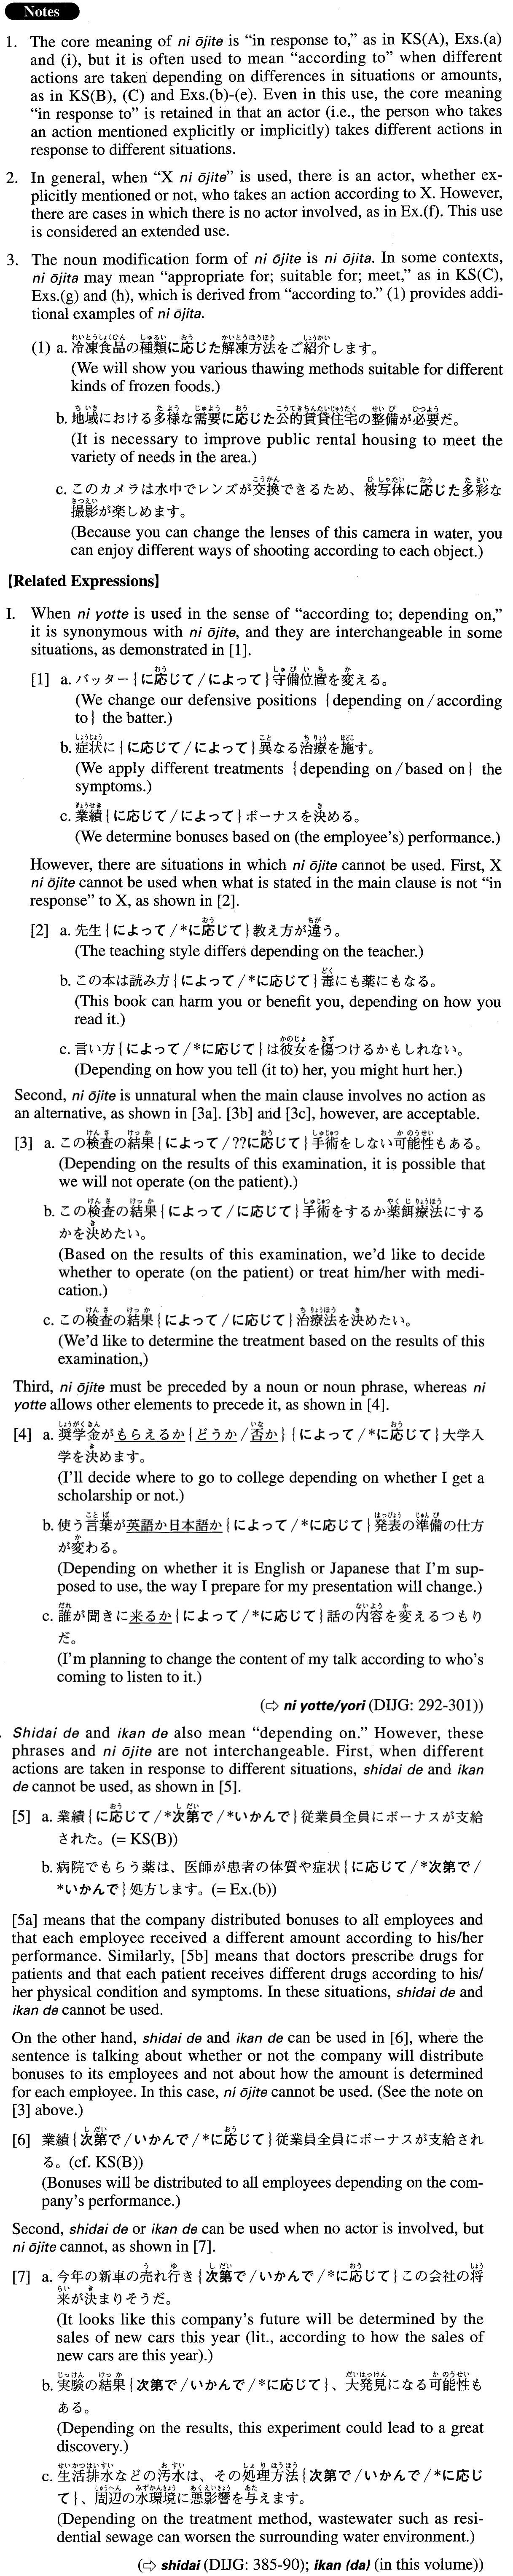 Notes
1. The core meaning of ni ōjite is “in response to,” as in KS(A), Exs.(a)
and (i), but it is often used to mean “according to” when different
actions are taken depending on differences in situations or amounts,
as in KS(B), (C) and Exs.(b)-(e). Even in this use, the core meaning
“in response to” is retained in that an actor (i.e., the person who takes
an action mentioned explicitly or implicitly) takes different actions in
response to different situations.
2. In general, when “X ni ōjite” is used, there is an actor, whether ex-
plicitly mentioned or not, who takes an action according to X. However,
there are cases in which there is no actor involved, as in Ex.(f). This use
is considered an extended use.
3. The noun modification form of ni ōjite is ni ōjita. In some contexts,
ni ōjita may mean “appropriate for; suitable for; meet,” as in KS(C),
Exs.(g) and (h), which is derived from “according to.” (1) provides addi-
tional examples of ni ōjita.
(1) a. 冷凍食品の種類に応じた解凍方法をご紹介します。
(We will show you various thawing methods suitable for different
kinds of frozen foods.)
b. 地域における多様な需要に応じた公的賃貸住宅の整備が必要だ。
(It is necessary to improve public rental housing to meet the
variety of needs in the area.)
c. このカメラは水中でレンズが交換できるため、被写体に応じた多彩な
撮影が楽しめます。
(Because you can change the lenses of this camera in water, you
can enjoy different ways of shooting according to each object.)
【Related Expressions】
I. When ni yotte is used in the sense of “according to; depending on,”
it is synonymous with ni ōjite, and they are interchangeable in some
situations, as demonstrated in [1].
[1] a. バッター{に応じて/によって}守備位置を変える。
(We change our defensive positions {depending on/according
to} the batter.)
b. 症状に{に応じて/によって}異なる治療を施す。
(We apply different treatments {depending on/based on} the
symptoms.)
c. 業績{に応じて/によって}ボーナスを決める。
(We determine bonuses based on (the employee’s) performance.)
However, there are situations in which ni ōjite cannot be used. First, X
ni ōjite cannot be used when what is stated in the main clause is not “in
response” to X, as shown in [2].
[2] a. 先生{によって/*に応じて}教え方が違う。
(The teaching style differs depending on the teacher.)
b. この本は読み方{によって/*に応じて}毒にも薬にもなる。
(This book can harm you or benefit you, depending on how you
read it.)
c. 言い方{によって/*に応じて}は彼女を傷つけるかもしれない。
(Depending on how you tell (it to) her, you might hurt her.)
Second, ni ōjite is unnatural when the main clause involves no action as
an alternative, as shown in [3a]. [3b] and [3c], however, are acceptable.
[3] a. この検査の結果{によって/??に応じて}手術をしない可能性もある。
(Depending on the results of this examination, it is possible that
we will not operate (on the patient).)
b. この検査の結果{によって/に応じて}手術をするか薬餌療法にする
かを決めたい。
(Based on the results of this examination, we’d like to decide
whether to operate (on the patient) or treat him/her with medi-
cation.)
c. この検査の結果{によって/に応じて}治療法を決めたい。
(We’d like to determine the treatment based on the results of this
examination,)
Third, ni ōjite must be preceded by a noun or noun phrase, whereas ni
yotte allows other elements to precede it, as shown in [4].
[4] a. 奨学金がもらえるか{どうか/否か}{によって/*に応じて}大学入
学を決めます。
(I’ll decide where to go to college depending on whether I get a
scholarship or not.)
b. 使う言葉が英語か日本語か{によって/*に応じて}発表の準備の仕方
が変わる。
(Depending on whether it is English or Japanese that I’m sup-
posed to use, the way I prepare for my presentation will change.)
c. 誰が聞きに来るか{によって/*に応じて}話の内容を変えるつもり
だ。
(I’m planning to change the content of my talk according to who’s
coming to listen to it.)
(⇨ ni yotte/yori (DIJG: 292-301))
Shidai de and ikan de also mean “depending on.” However, these
phrases and ni ōjite are not interchangeable. First, when different
actions are taken in response to different situations, shidai de and ikan
de cannot be used, as shown in [5].
[5] a. 業績{に応じて/*次第で/*いかんで}従業員全員にボーナスが支給
された。(= KS(B))
b. 病院でもらう薬は、医師が患者の体質や症状{に応じて/*次第で/
*いかんで}処方します。(= Ex.(b))
[5a] means that the company distributed bonuses to all employees and
that each employee received a different amount according to his/her
performance. Similarly, [5b] means that doctors prescribe drugs for
patients and that each patient receives different drugs according to his/
her physical condition and symptoms. In these situations, shidai de and
ikan de cannot be used.
On the other hand, shidai de and ikan de can be used in [6], where the
sentence is talking about whether or not the company will distribute
bonuses to its employees and not about how the amount is determined
for each employee. In this case, ni ōjite cannot be used. (See the note on
[3] above.)
[6] 業績{次第で/いかんで/*に応じて}従業員全員にボーナスが支給され
る。(cf. KS(B))
(Bonuses will be distributed to all employees depending on the com-
pany’s performance.)
Second, shidai de or ikan de can be used when no actor is involved, but
ni ōjite cannot, as shown in [7].
[7] a. 今年の新車の売れ行き{次第で/いかんで/*に応じて}この会社の将
来が決まりそうだ。
(It looks like this company’s future will be determined by the
sales of new cars this year (lit., according to how the sales of
new cars are this year).)
b. 実験の結果{次第で/いかんで/*に応じて}、大発見になる可能性も
ある。
(Depending on the results, this experiment could lead to a great
discovery.)
c. 生活排水などの汚水は、その処理方法{次第で/いかんで/*に応じ
て}、周辺の水環境に悪影響を与えます。
(Depending on the treatment method, wastewater such as resi-
dential sewage can worsen the surrounding water environment.)
(⇨ shidai (DIJG: 385-90); ikan (da) (in this volume))